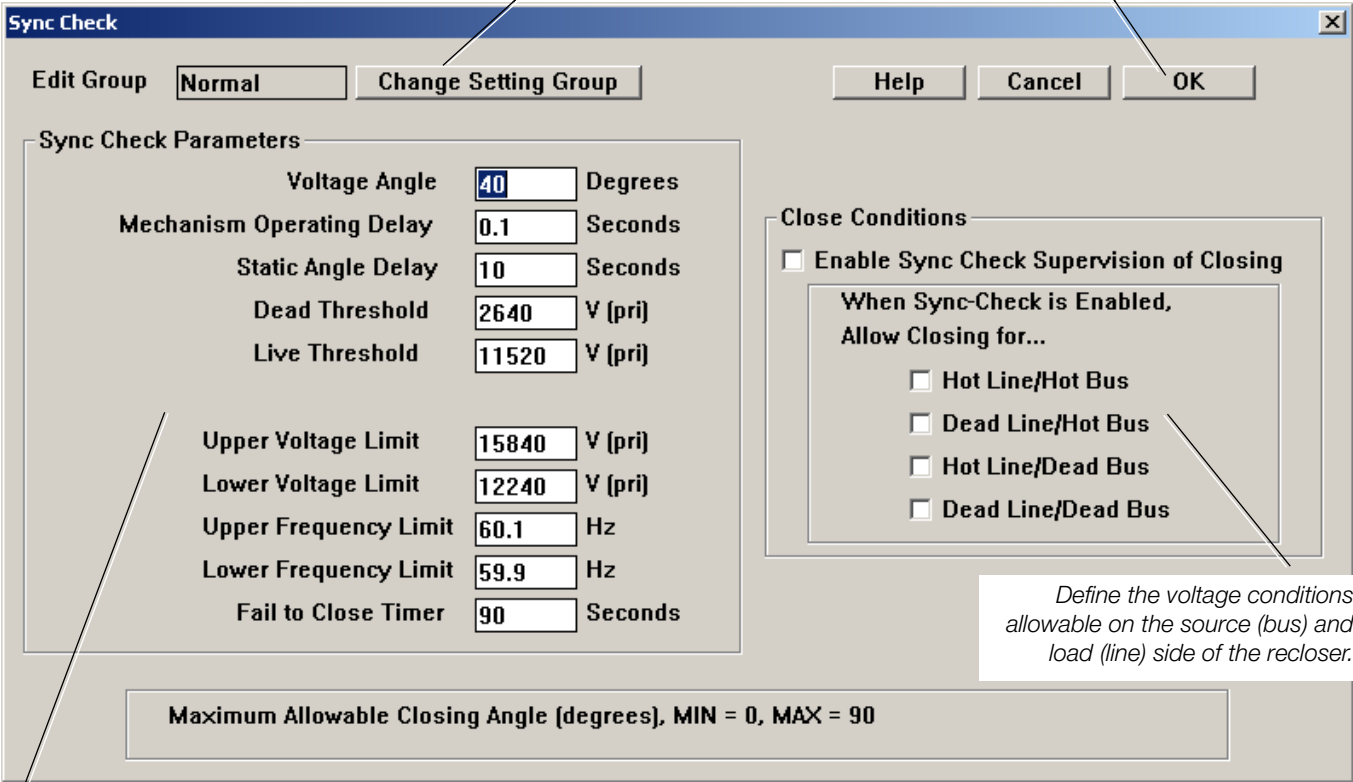 Sync Check
Edit Group Normal Change Setting Group Help Cancel OK
Sync Check Parameters
Voltage Angle 40 Degrees
Mechanism Operating Delay 0.1 Seconds
Static Angle Delay 10 Seconds
Dead Threshold 2640 V (pri)
Live Threshold 11520 V (pri)
Upper Voltage Limit 15840 V (pri)
Lower Voltage Limit 12240 V (pri)
Upper Frequency Limit 60.1 Hz
Lower Frequency Limit 59.9 Hz
Fail to Close Timer 90 Seconds
Close Conditions
Enable Sync Check Supervision of Closing
When Sync-Check is Enabled,
Allow Closing for...
Hot Line/Hot Bus
Dead Line/Hot Bus
Hot Line/Dead Bus
Dead Line/Dead Bus
Define the voltage conditions
allowable on the source (bus) and
load (line) side of the recloser.
Maximum Allowable Closing Angle (degrees), MIN = 0, MAX = 90